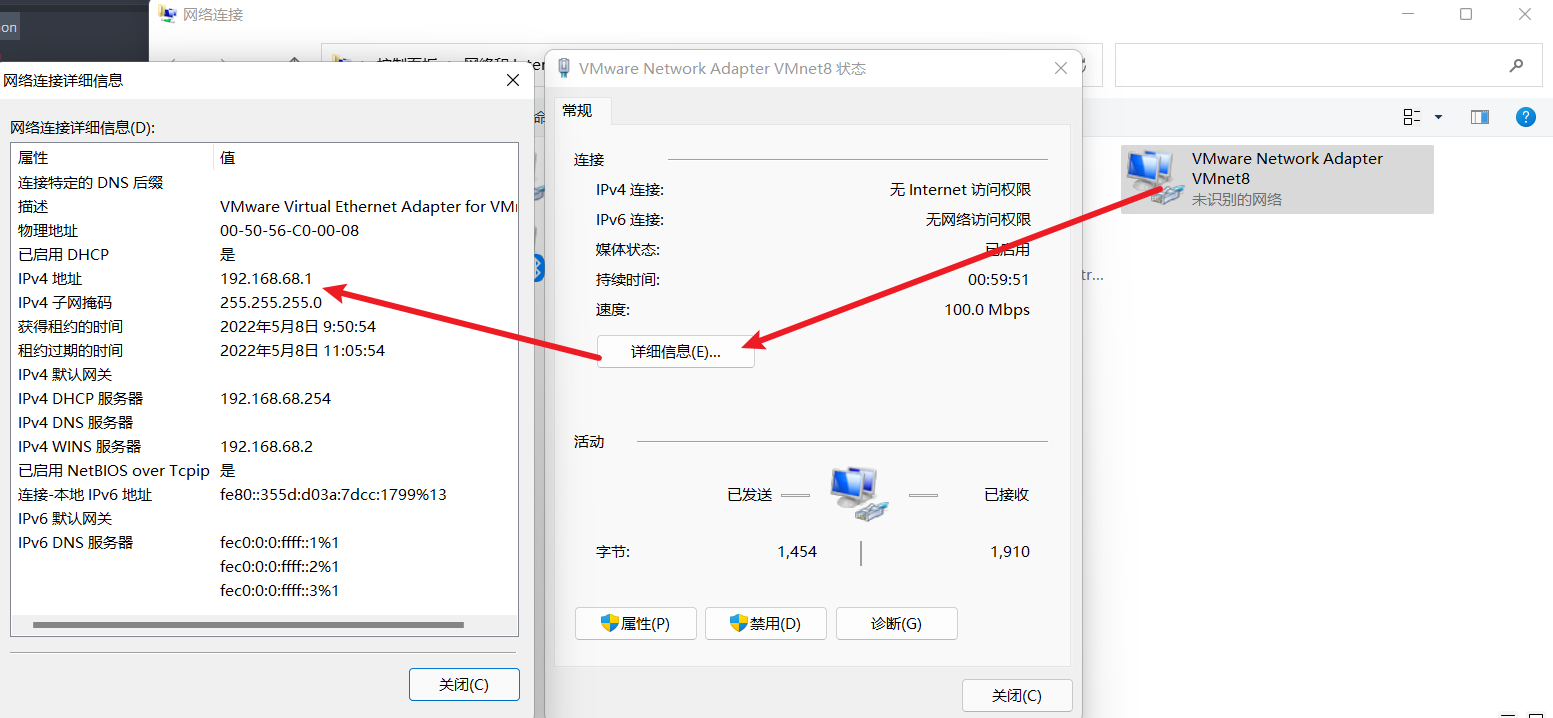 on
网络连接
网络连接详细信息
网络连接详细信息(D):
属性 值
连接特定的 DNS 后缀
描述 VMware Virtual Ethernet Adapter for VMn
物理地址 00-50-56-C0-00-08
已启用 DHCP 是
IPv4 地址 192.168.68.1
IPv4 子网掩码 255.255.255.0
获得租约的时间 2022年5月8日 9:50:54
租约过期的时间 2022年5月8日 11:05:54
IPv4 默认网关
IPv4 DHCP 服务器 192.168.68.254
IPv4 DNS 服务器
IPv4 WINS 服务器 192.168.68.2
已启用 NetBIOS over Tcpip 是
连接-本地 IPv6 地址 fe80::355d:d03a:7dcc:1799%13
IPv6 默认网关
IPv6 DNS 服务器 fec0:0:0:ffff::1%1
fec0:0:0:ffff::2%1
fec0:0:0:ffff::3%1
关闭(C)
VMware Network Adapter VMnet8 状态
常规
连接
IPv4 连接: 无 Internet 访问权限
IPv6 连接: 无网络访问权限
媒体状态: 已启用
持续时间: 00:59:51
速度: 100.0 Mbps
详细信息(E)...
活动
已发送 已接收
字节: 1,454 1,910
属性(P) 禁用(D) 诊断(G)
关闭(C)
VMware Network Adapter
VMnet8
未识别的网络
tr...